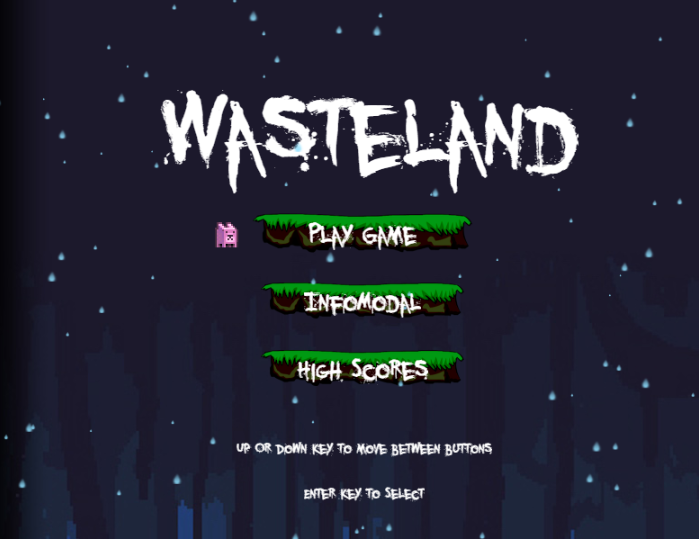 WASTELAND
PLAY GAME
INFOMODAL
HIGH SCORES
UP OR DOWN KEY TO MOVE BETWEEN BUTTONS
ENTER KEY TO SELECT